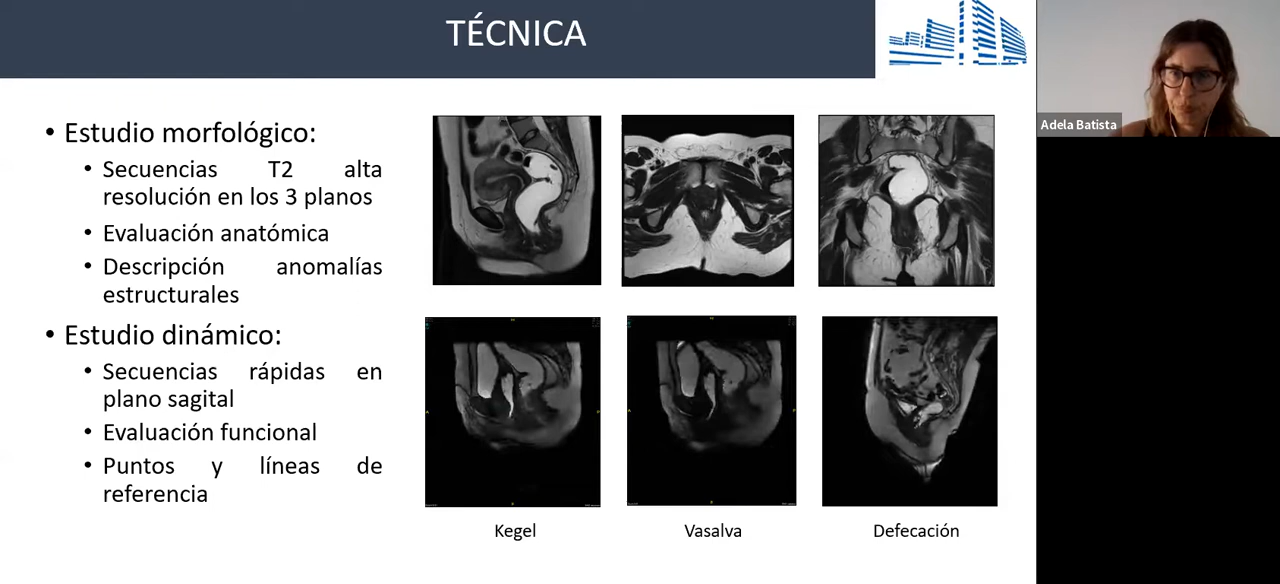 TÉCNICA
Adela Batista
• Estudio morfológico:
• Secuencias T2 alta
resolución en los 3 planos
• Evaluación anatómica
• Descripción anomalías
estructurales
• Estudio dinámico:
• Secuencias rápidas en
plano sagital
• Evaluación funcional
• Puntos y líneas de
referencia
Kegel
Vasalva
Defecación